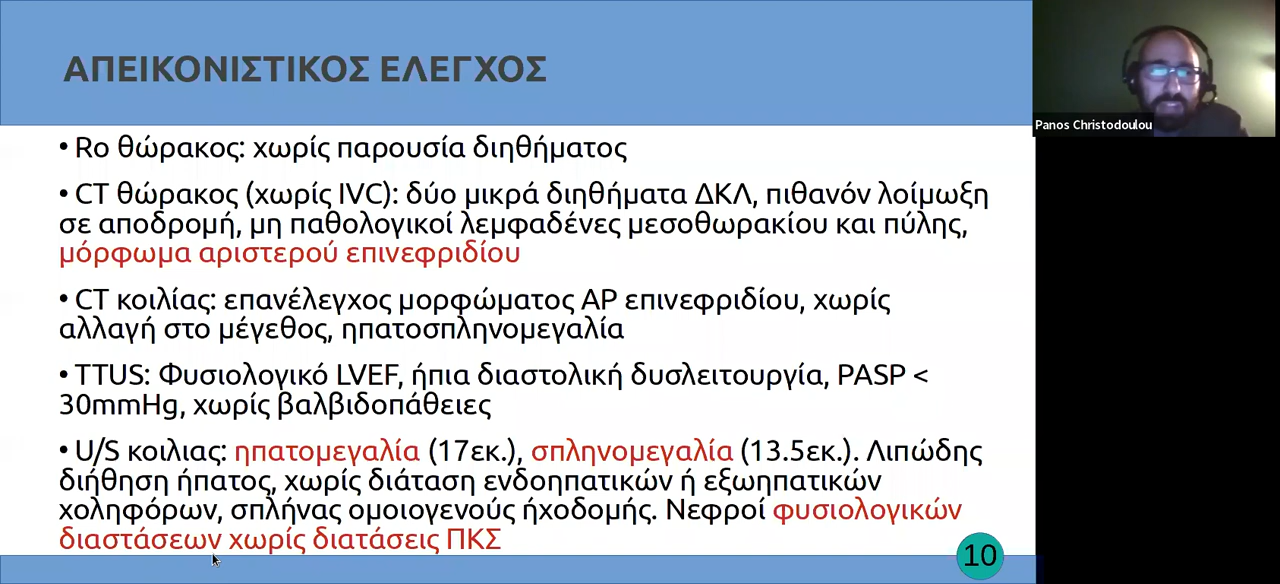 ΑΠΕΙΚΟΝΙΣΤΙΚΟΣ ΕΛΕΓΧΟΣ
Panos Christodoulou
• Ro θώρακος: χωρίς παρουσία διηθήματος
• CT θώρακος (χωρίς IVC): δύο μικρά διηθήματα ΔΚΛ, πιθανόν λοίμωξη
σε αποδρομή, μη παθολογικοί λεμφαδένες μεσοθωρακίου και πύλης,
μόρφωμα αριστερού επινεφριδίου
• CT κοιλίας: επανέλεγχος μορφώματος ΑΡ επινεφριδίου, χωρίς
αλλαγή στο μέγεθος, ηπατοσπληνομεγαλία
• TTUS: Φυσιολογικό LVEF, ήπια διαστολική δυσλειτουργία, PASP <
30mmHg, χωρίς βαλβιδοπάθειες
• U/S κοιλιας: ηπατομεγαλία (17εκ.), σπληνομεγαλία (13.5εκ.). Λιπώδης
διήθηση ήπατος, χωρίς διάταση ενδοηπατικών ή εξωηπατικών
χοληφόρων, σπλήνας ομοιογενούς ήχοδομής. Νεφροί φυσιολογικών
διαστάσεων χωρίς διατάσεις ΠΚΣ
10